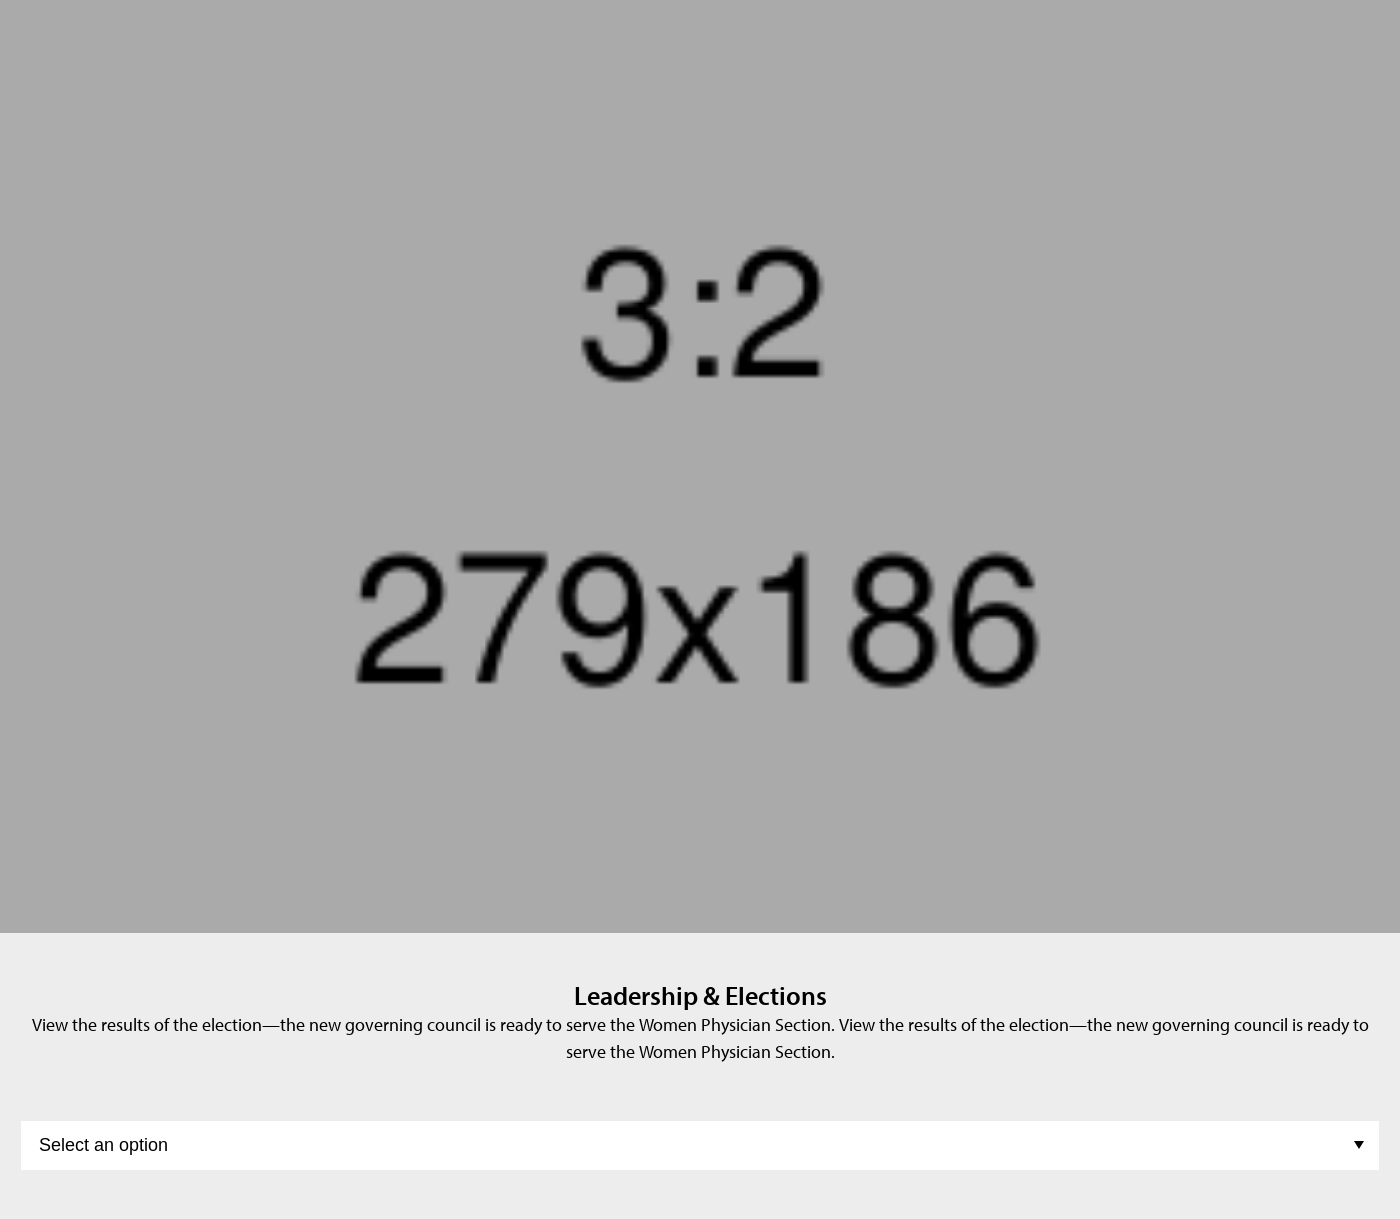 3:2
279x186
Leadership & Elections
View the results of the election—the new governing council is ready to serve the Women Physician Section. View the results of the election—the new governing council is ready to
serve the Women Physician Section.
Select an option